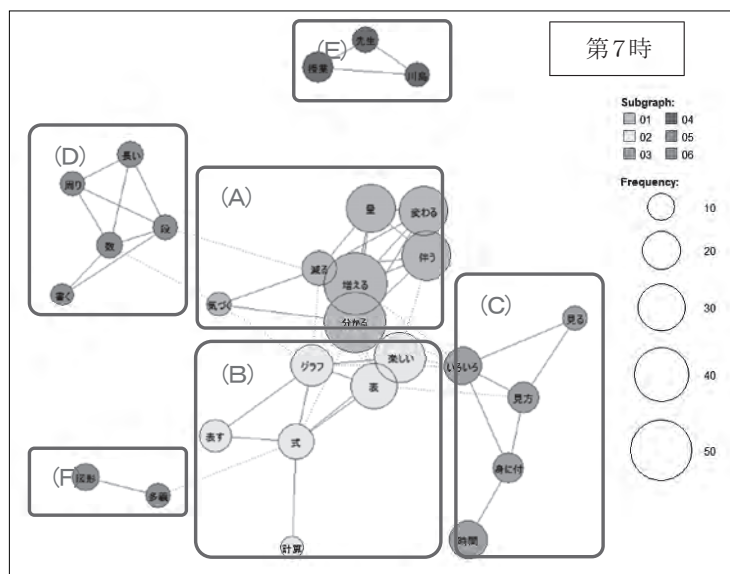 第7時
(E)
先生
授業
川島
Subgraph:
01 04
02 05
03 06
Frequency:
10
20
30
40
50
(D)
長い
周り
段
数
書く
(A)
量
変わる
伴う
減る
増える
気づく
分かる
(C)
見る
いろいろ
見方
身に付
時間
(B)
楽しい
グラフ
表
表す
式
計算
(F)
図形
多角